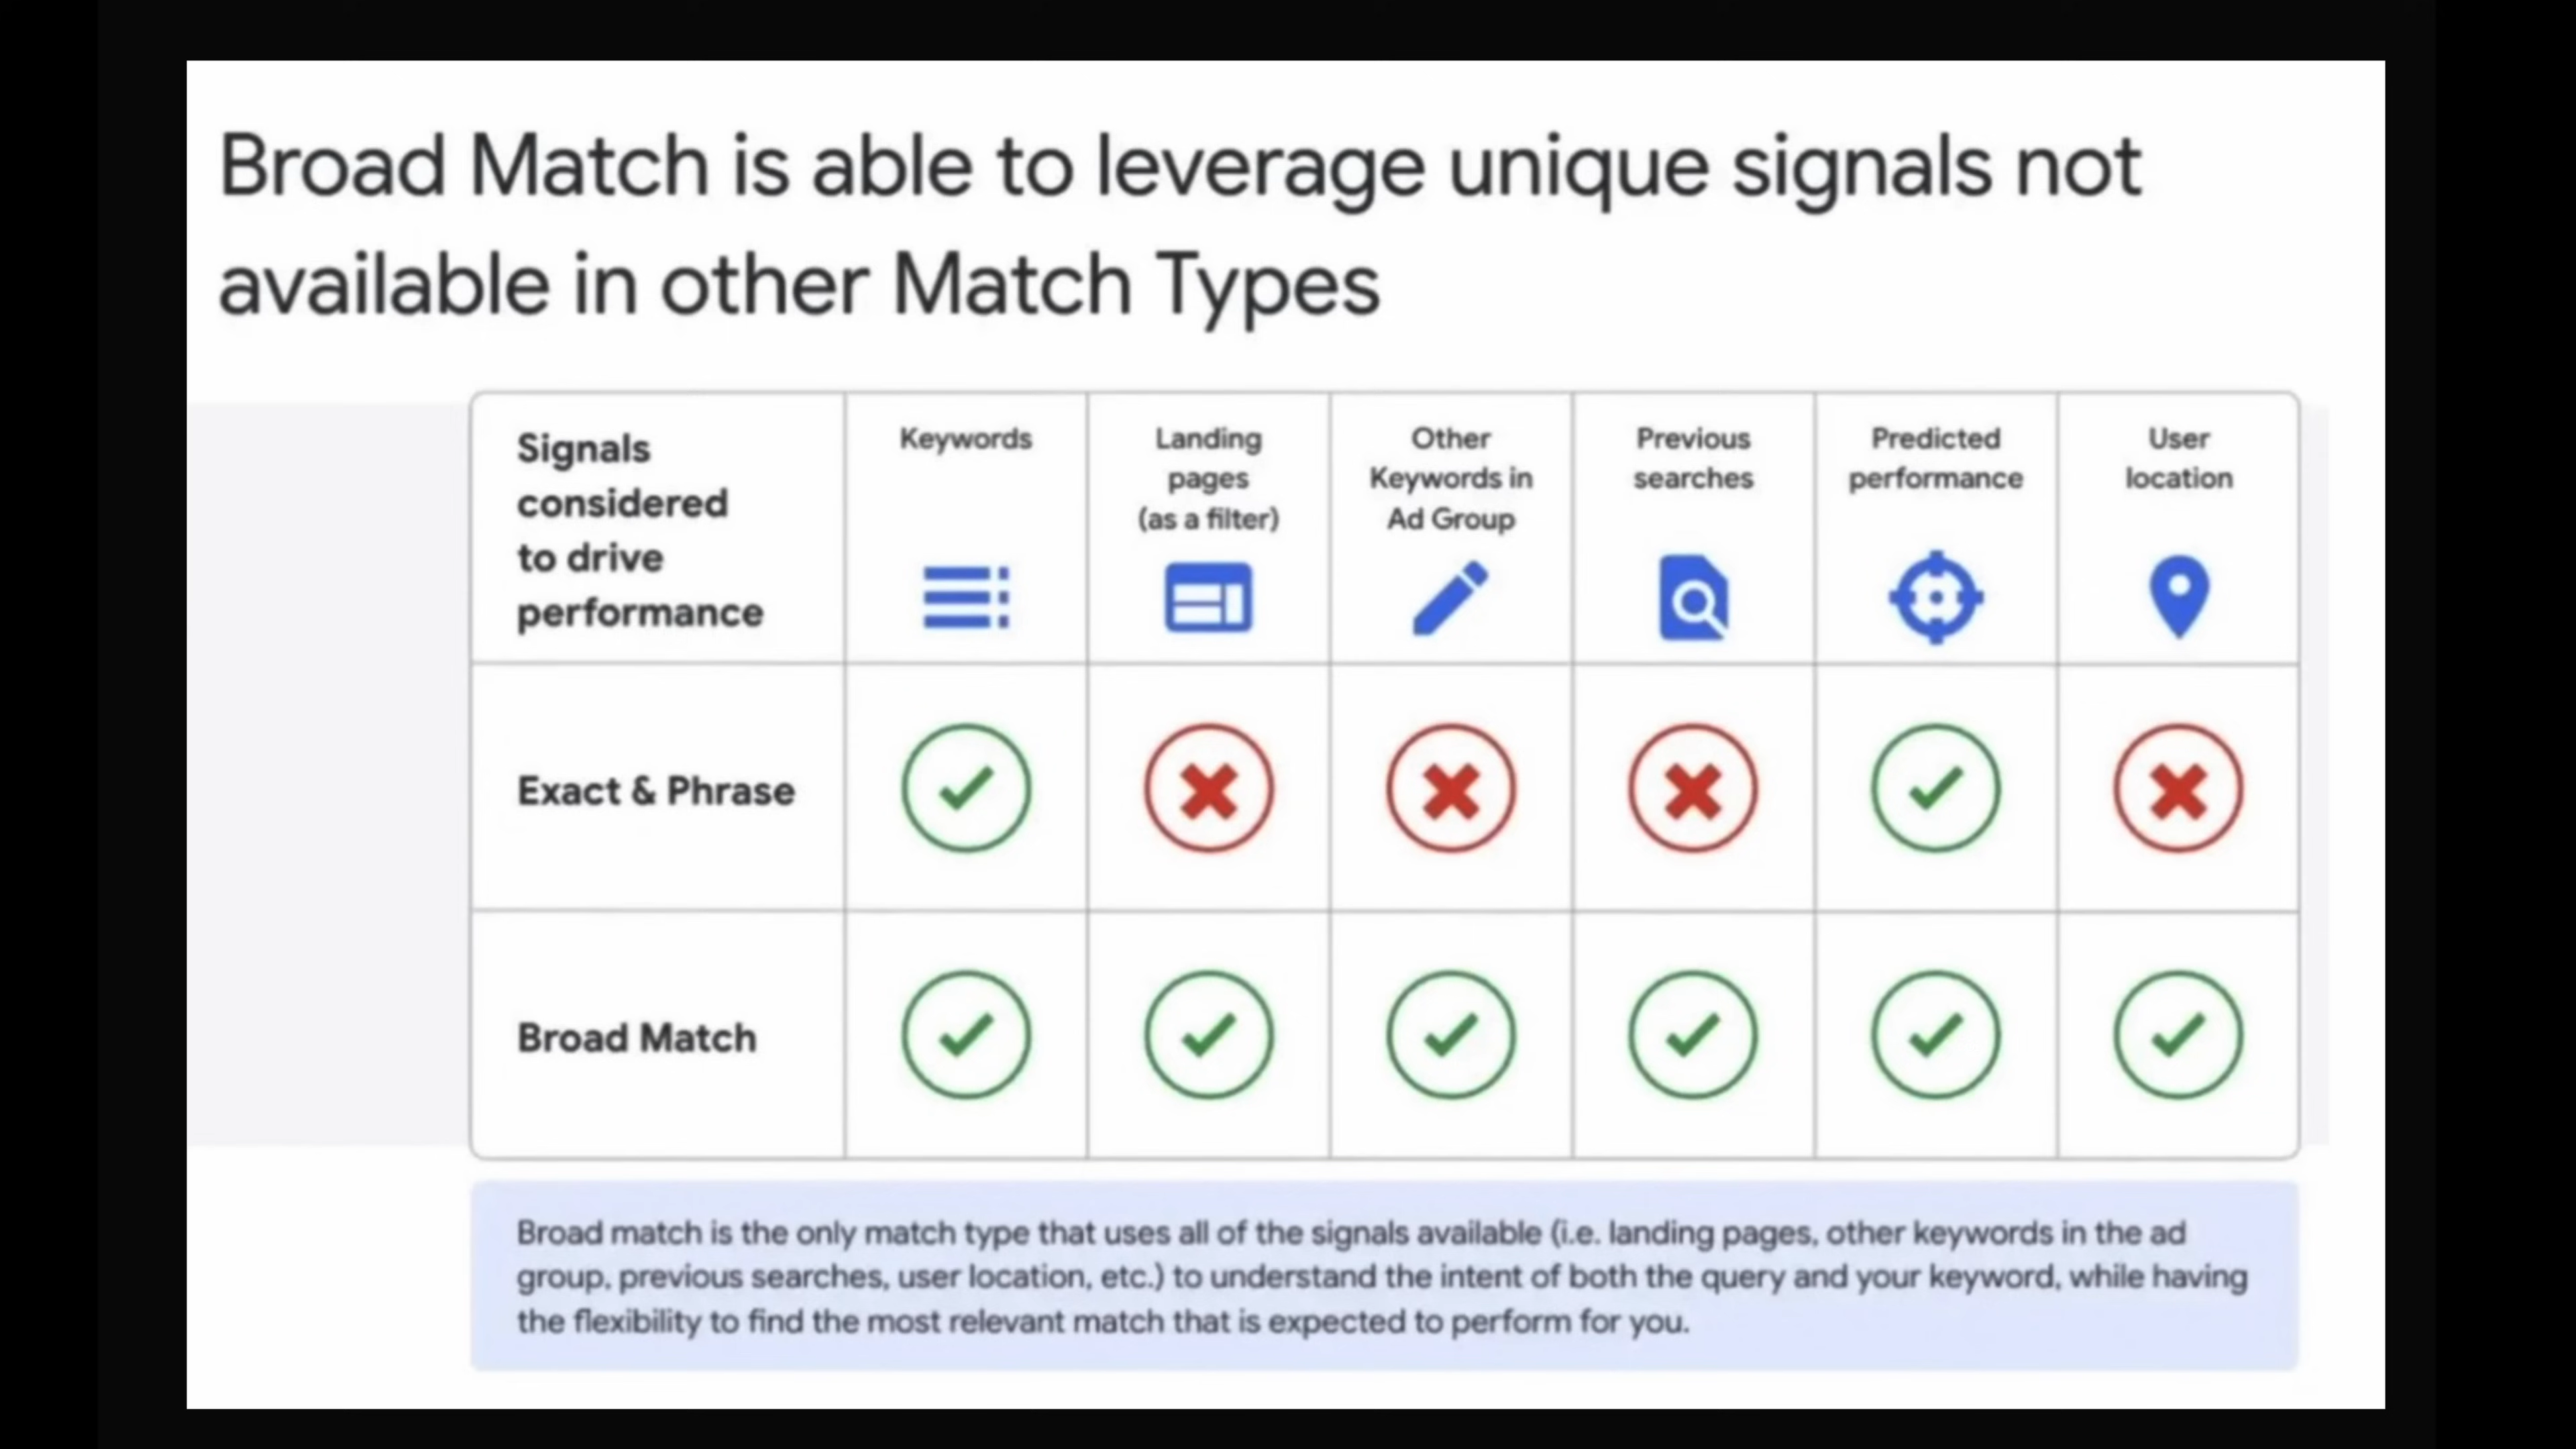 Broad Match is able to leverage unique signals not
available in other Match Types
Signals
considered
to drive
performance
Keywords
Landing
pages
(as a filter)
Other
Keywords in
Ad Group
Previous
searches
Predicted
performance
User
location
Exact & Phrase
Broad Match
Broad match is the only match type that uses all of the signals available (i.e. landing pages, other keywords in the ad
group, previous searches, user location, etc.) to understand the intent of both the query and your keyword, while having
the flexibility to find the most relevant match that is expected to perform for you.